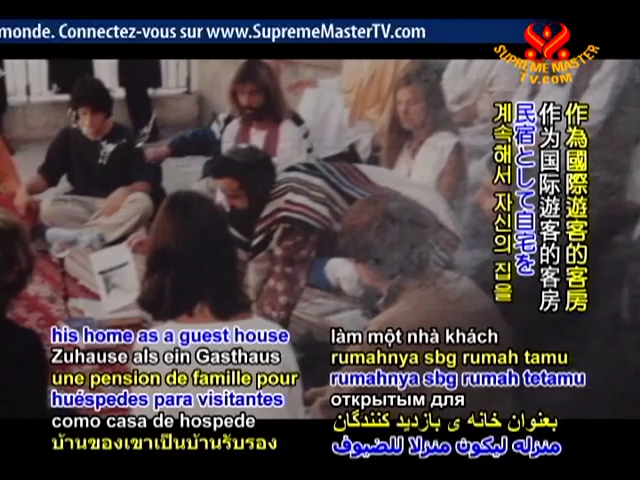 monde. Connectez-vous sur www.SupremeMasterTV.com
SUPREME MASTER
TV.COM
作為國際遊客的客房
作为国际遊客的客房
民宿として自宅を
계속해서 자신의 집을
his home as a guest house
Zuhause als ein Gasthaus
une pension de famille pour
huéspedes para visitantes
como casa de hospede
บ้านของเขาเป็นบ้านรับรอง
làm một nhà khách
rumahnya sbg rumah tamu
rumahnya sbg rumah tetamu
открытым для
بعنوان خانه ی بازدید کنندگان
منزله ليكون منزلا للضيوف